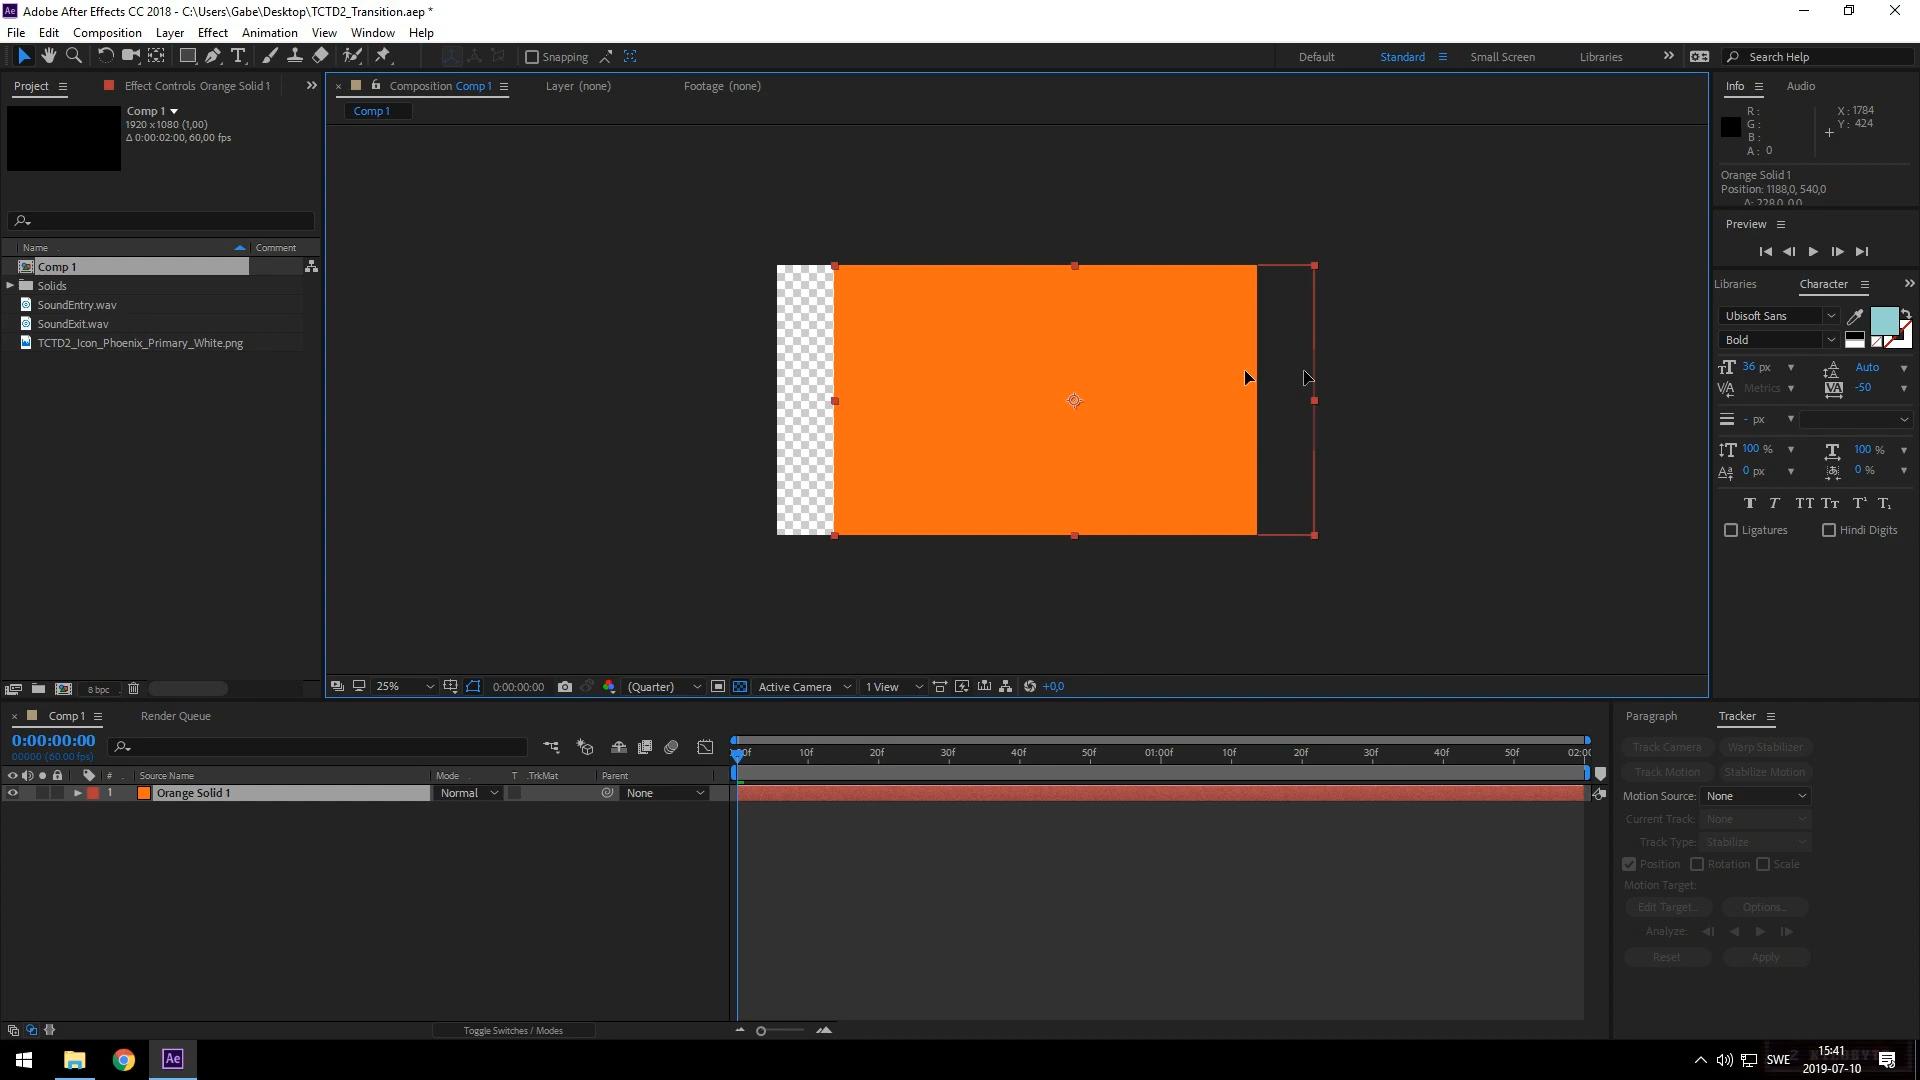 Adobe After Effects CC 2018 - C:\Users\Gabe\Desktop\TCTD2_Transition.aep *
File Edit Composition Layer Effect Animation View Window Help
Snapping
Default Standard Small Screen Libraries Search Help
Project Effect Controls Orange Solid 1
Composition Comp 1 Layer (none) Footage (none)
Info Audio
Comp 1
1920 x 1080 (1,00)
Δ 0:00:02:00, 60,00 fps
Comp 1
R:
G:
B:
A: 0
X: 1784
Y: 424
Orange Solid 1
Position: 1188,0, 540,0
Δ: 228,0, 0,0
Preview
Name Comment
Comp 1
Solids
SoundEntry.wav
SoundExit.wav
TCTD2_Icon_Phoenix_Primary_White.png
Libraries Character
Ubisoft Sans
Bold
36 px Auto
Metrics -50
- px
100 % 100 %
0 px 0 %
Ligatures Hindi Digits
8 bpc
25% 0:00:00:00 (Quarter) Active Camera 1 View +0,0
Comp 1 Render Queue
0:00:00:00
00000 (60.00 fps)
10f 20f 30f 40f 50f 01:00f 10f 20f 30f 40f 50f
# Source Name Mode T .TrkMat Parent
1 Orange Solid 1 Normal None
Paragraph Tracker
Track Camera Warp Stabilizer
Track Motion Stabilize Motion
Motion Source: None
Current Track: None
Track Type: Stabilize
Position Rotation Scale
Motion Target:
Edit Target... Options...
Analyze:
Reset Apply
Toggle Switches / Modes
SWE
15:41
2019-07-10